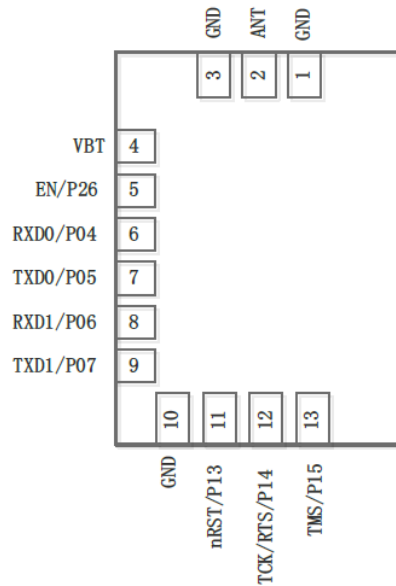 GND ANT GND
3 2 1
VBT 4
EN/P26 5
RXD0/P04 6
TXD0/P05 7
RXD1/P06 8
TXD1/P07 9
10 11 12 13
GND nRST/P13 TCK/RTS/P14 TMS/P15